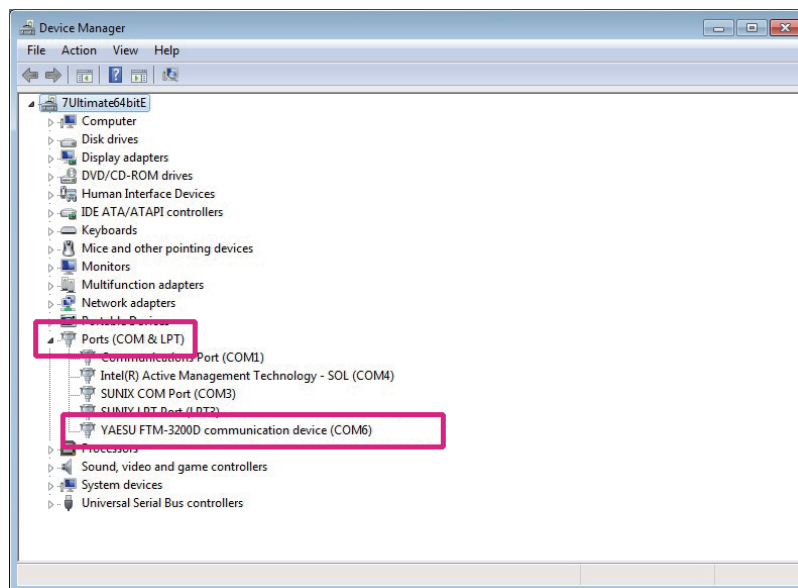 Device Manager
File Action View Help
7Ultimate64bitE
Computer
Disk drives
Display adapters
DVD/CD-ROM drives
Human Interface Devices
IDE ATA/ATAPI controllers
Keyboards
Mice and other pointing devices
Monitors
Multifunction adapters
Network adapters
Portable Devices
Ports (COM & LPT)
Communications Port (COM1)
Intel(R) Active Management Technology - SOL (COM4)
SUNIX COM Port (COM3)
SUNIX LPT Port (LPT3)
YAESU FTM-3200D communication device (COM6)
Processors
Sound, video and game controllers
System devices
Universal Serial Bus controllers